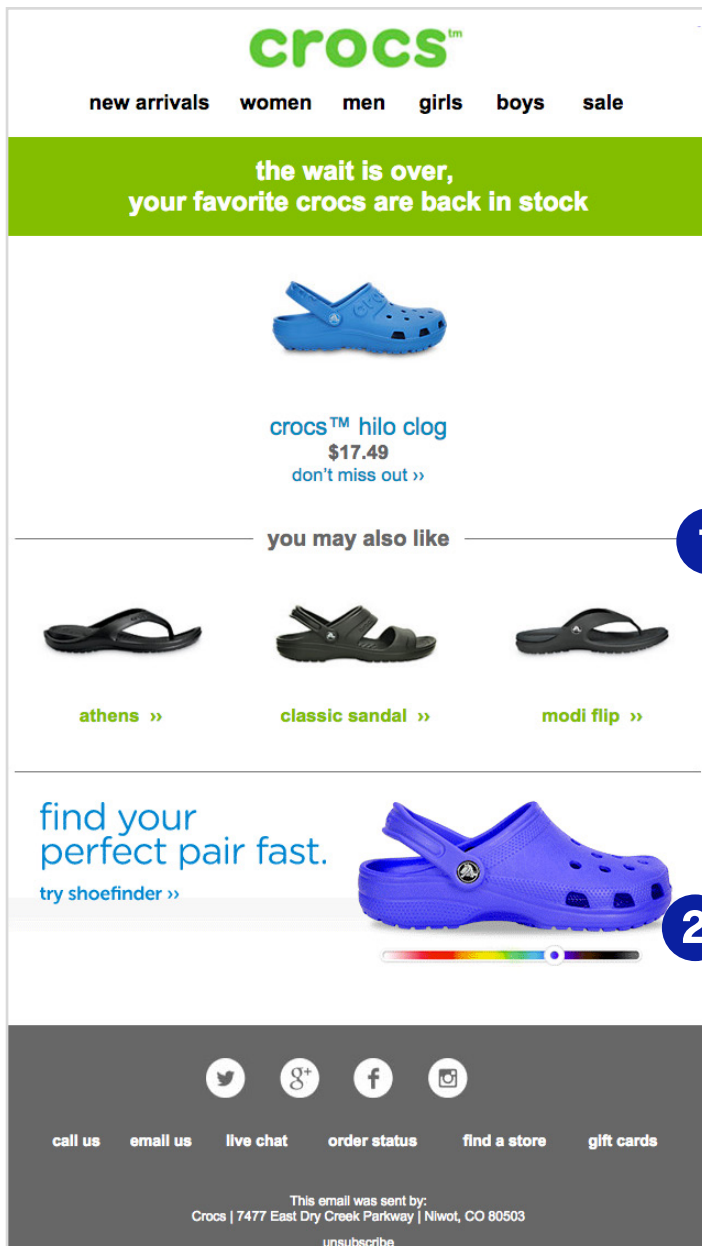 crocs™
new arrivals women men girls boys sale
the wait is over,
your favorite crocs are back in stock
crocs™ hilo clog
$17.49
don't miss out ››
you may also like
athens ››
classic sandal ››
modi flip ››
find your
perfect pair fast.
try shoefinder ››
2
call us email us live chat order status find a store gift cards
This email was sent by:
Crocs | 7477 East Dry Creek Parkway | Niwot, CO 80503
unsubscribe